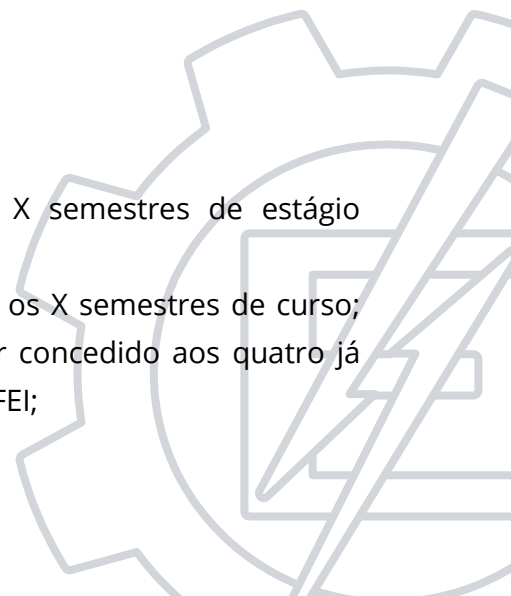 X semestres de estágio
os X semestres de curso;
r concedido aos quatro já
FEI;